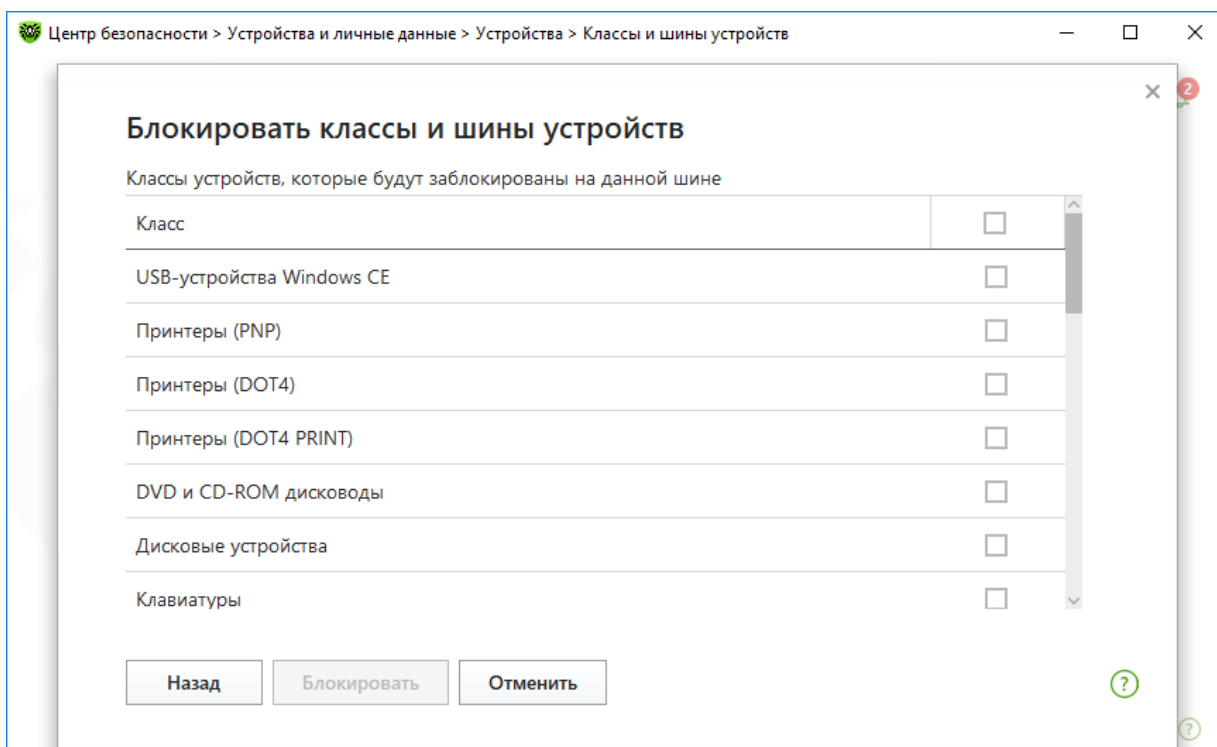 Центр безопасности > Устройства и личные данные > Устройства > Классы и шины устройств
2
Блокировать классы и шины устройств
Классы устройств, которые будут заблокированы на данной шине
Класс
USB-устройства Windows CE
Принтеры (PNP)
Принтеры (DOT4)
Принтеры (DOT4 PRINT)
DVD и CD-ROM дисководы
Дисковые устройства
Клавиатуры
Назад Блокировать Отменить ?
?